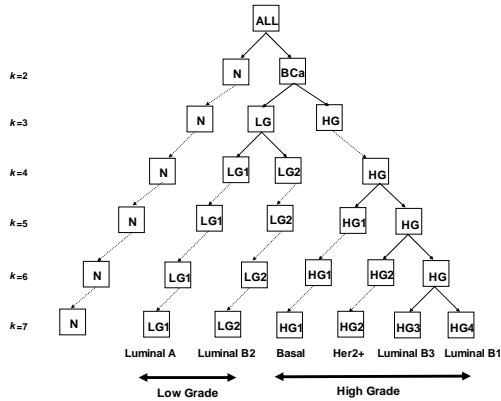 ALL
k=2 N BCa
k=3 N LG HG
k=4 N LG1 LG2 HG
k=5 N LG1 LG2 HG1 HG
k=6 N LG1 LG2 HG1 HG2 HG
k=7 N LG1 LG2 HG1 HG2 HG3 HG4
Luminal A Luminal B2 Basal Her2+ Luminal B3 Luminal B1
Low Grade High Grade